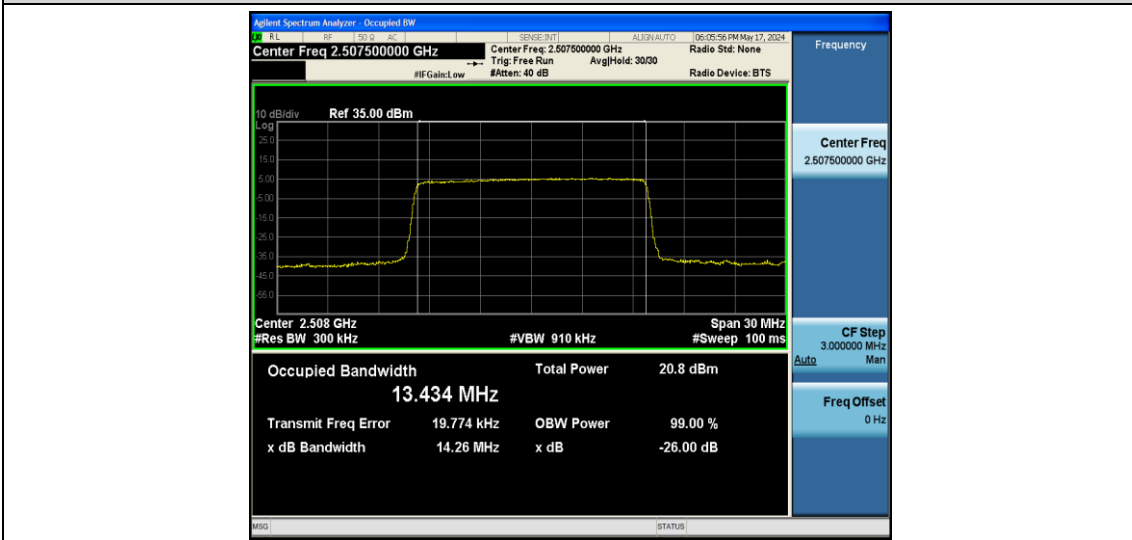 Agilent Spectrum Analyzer - Occupied BW
LXI RL RF 50 Ω AC SENSE:INT ALIGNAUTO 06:05:56 PM May 17, 2024
Center Freq 2.507500000 GHz
Center Freq: 2.507500000 GHz Radio Std: None
Trig: Free Run Avg|Hold: 30/30
#IFGain:Low #Atten: 40 dB Radio Device: BTS
Frequency
10 dB/div Ref 35.00 dBm
Log
25.0
15.0
5.00
-5.00
-15.0
-25.0
-35.0
-45.0
-55.0
Center 2.508 GHz Span 30 MHz
#Res BW 300 kHz #VBW 910 kHz #Sweep 100 ms
Occupied Bandwidth Total Power 20.8 dBm
13.434 MHz
Transmit Freq Error 19.774 kHz OBW Power 99.00 %
x dB Bandwidth 14.26 MHz x dB -26.00 dB
Center Freq
2.507500000 GHz
CF Step
3.000000 MHz
Auto Man
Freq Offset
0 Hz
MSG STATUS